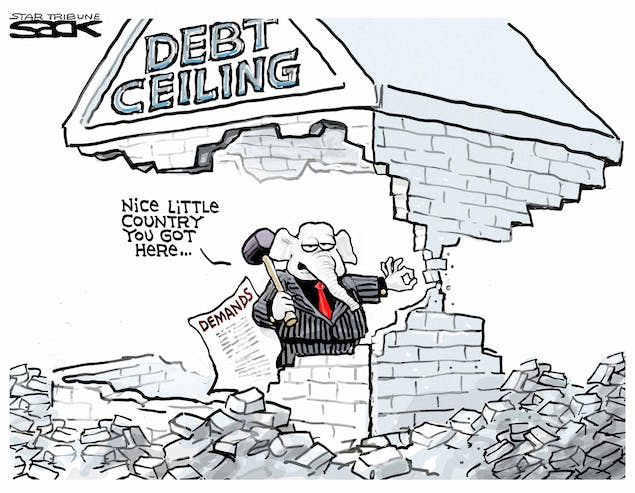 STAR TRIBUNE
SACK
DEBT
CEILING
NiCE LiTTLE
COUNTRY
YOU GOT
HERE...
DEMANDS